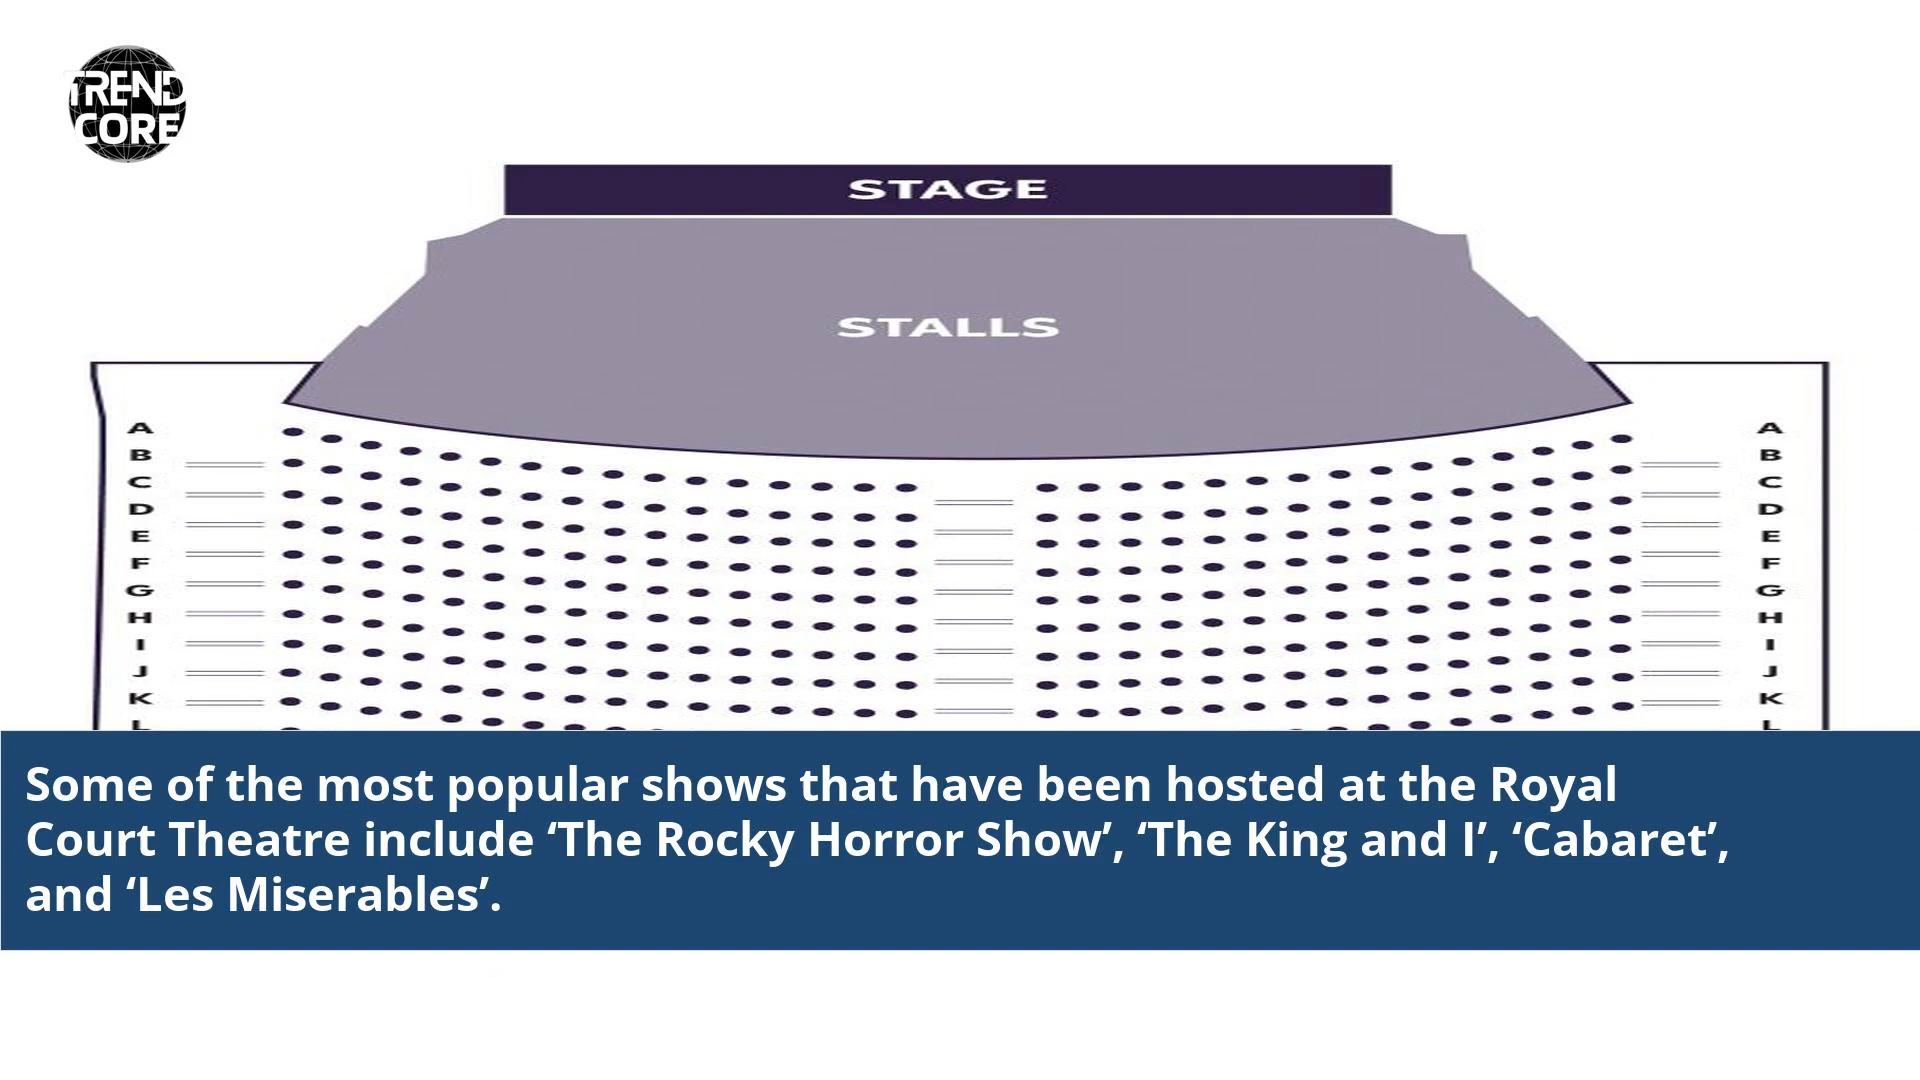 TREND
CORE
STAGE
STALLS
A A
B B
C C
D D
E E
F F
G G
H H
I I
J J
K K
L L
Some of the most popular shows that have been hosted at the Royal
Court Theatre include ‘The Rocky Horror Show’, ‘The King and I’, ‘Cabaret’,
and ‘Les Miserables’.